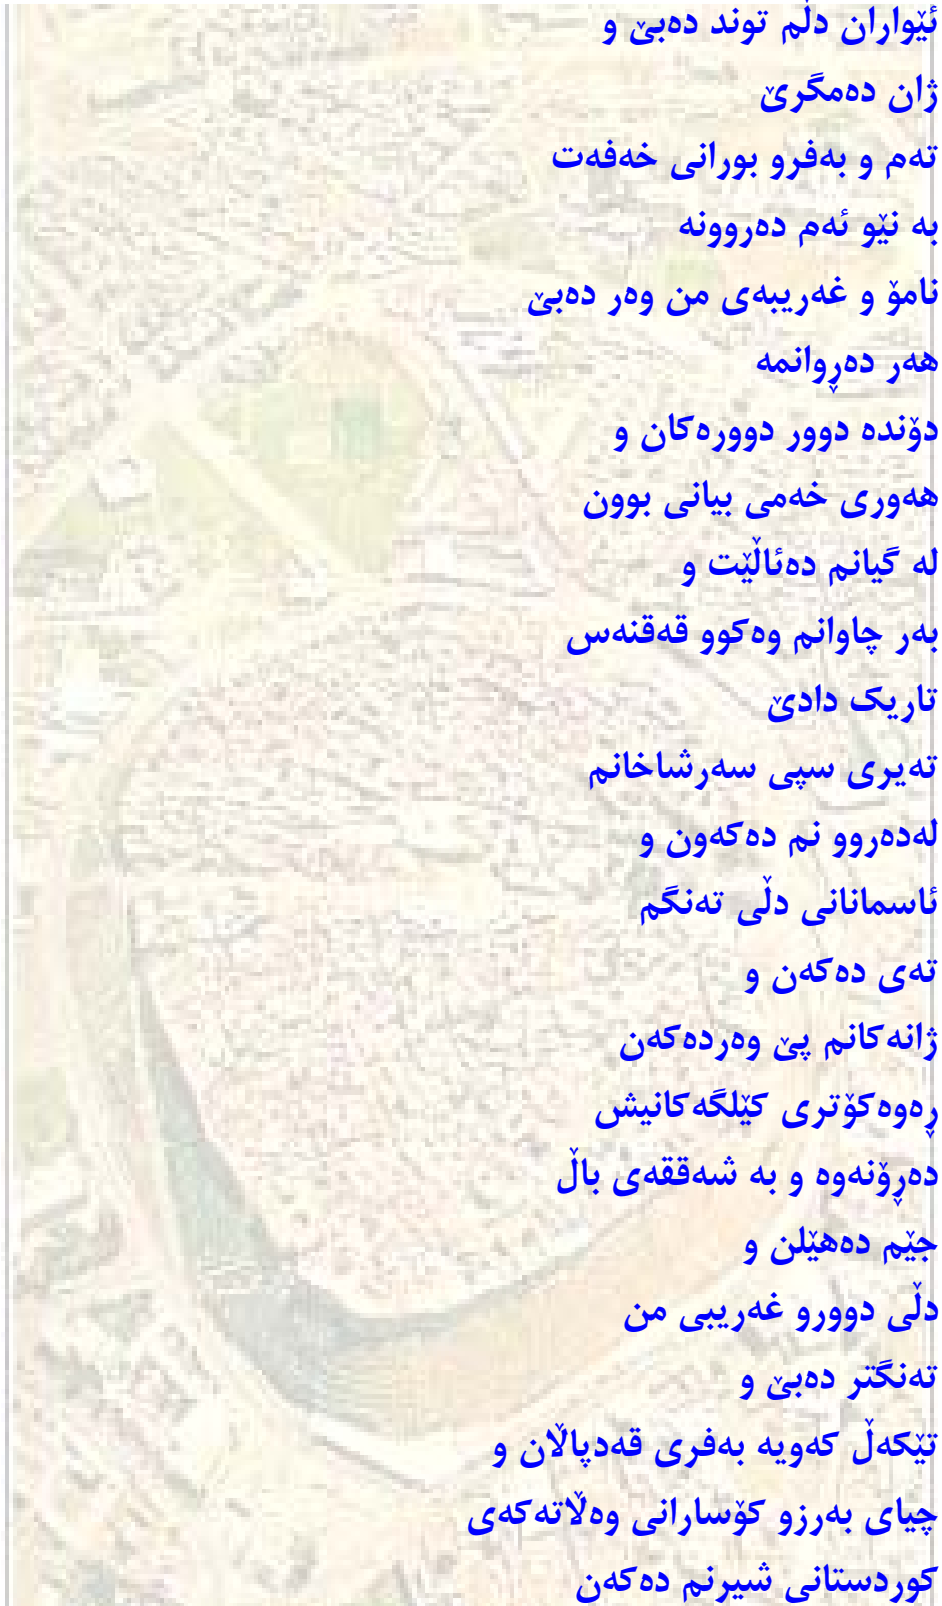 ئێواران دڵم توند دەبێ و
ژان دەمگرێ
تەم و بەفرو بورانی خەفەت
بە نێو ئەم دەروونە
نامۆ و غەریبەی من وەر دەبێ
هەر دەڕوانمە
دۆندە دوور دوورەکان و
هەوری خەمی بیانی بوون
لە گیانم دەئاڵێت و
بەر چاوانم وەکوو قەقنەس
تاریک دادێ
تەیری سپی سەرشاخانم
لەدەروو نم دەکەون و
ئاسمانانی دڵی تەنگم
تەی دەکەن و
ژانەکانم پێ وەردەکەن
ڕەوەکۆتری کێلگەکانیش
دەڕۆنەوە و بە شەققەی باڵ
جێم دەهێلن و
دڵی دوورو غەریبی من
تەنگتر دەبێ و
تێکەڵ کەویە بەفری قەدپاڵان و
چیای بەرزو کۆسارانی وەڵاتەکەی
کوردستانی شیرنم دەکەن